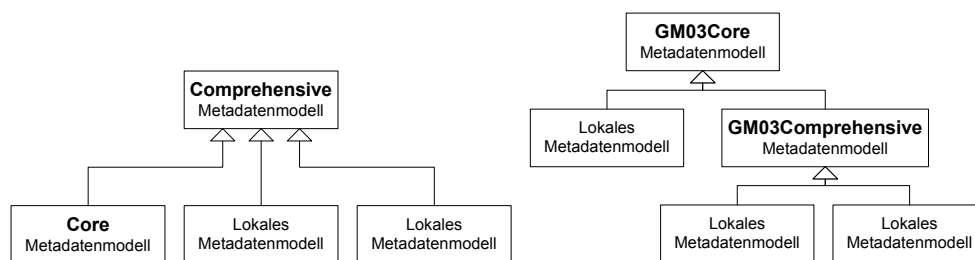 Comprehensive
Metadatenmodell
Core
Metadatenmodell
Lokales
Metadatenmodell
Lokales
Metadatenmodell
GM03Core
Metadatenmodell
Lokales
Metadatenmodell
GM03Comprehensive
Metadatenmodell
Lokales
Metadatenmodell
Lokales
Metadatenmodell